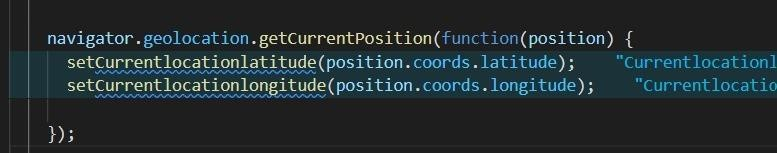 navigator.geolocation.getCurrentPosition(function(position) {
setCurrentlocationlatitude(position.coords.latitude); "Currentlocationl
setCurrentlocationlongitude(position.coords.longitude); "Currentlocatio
});